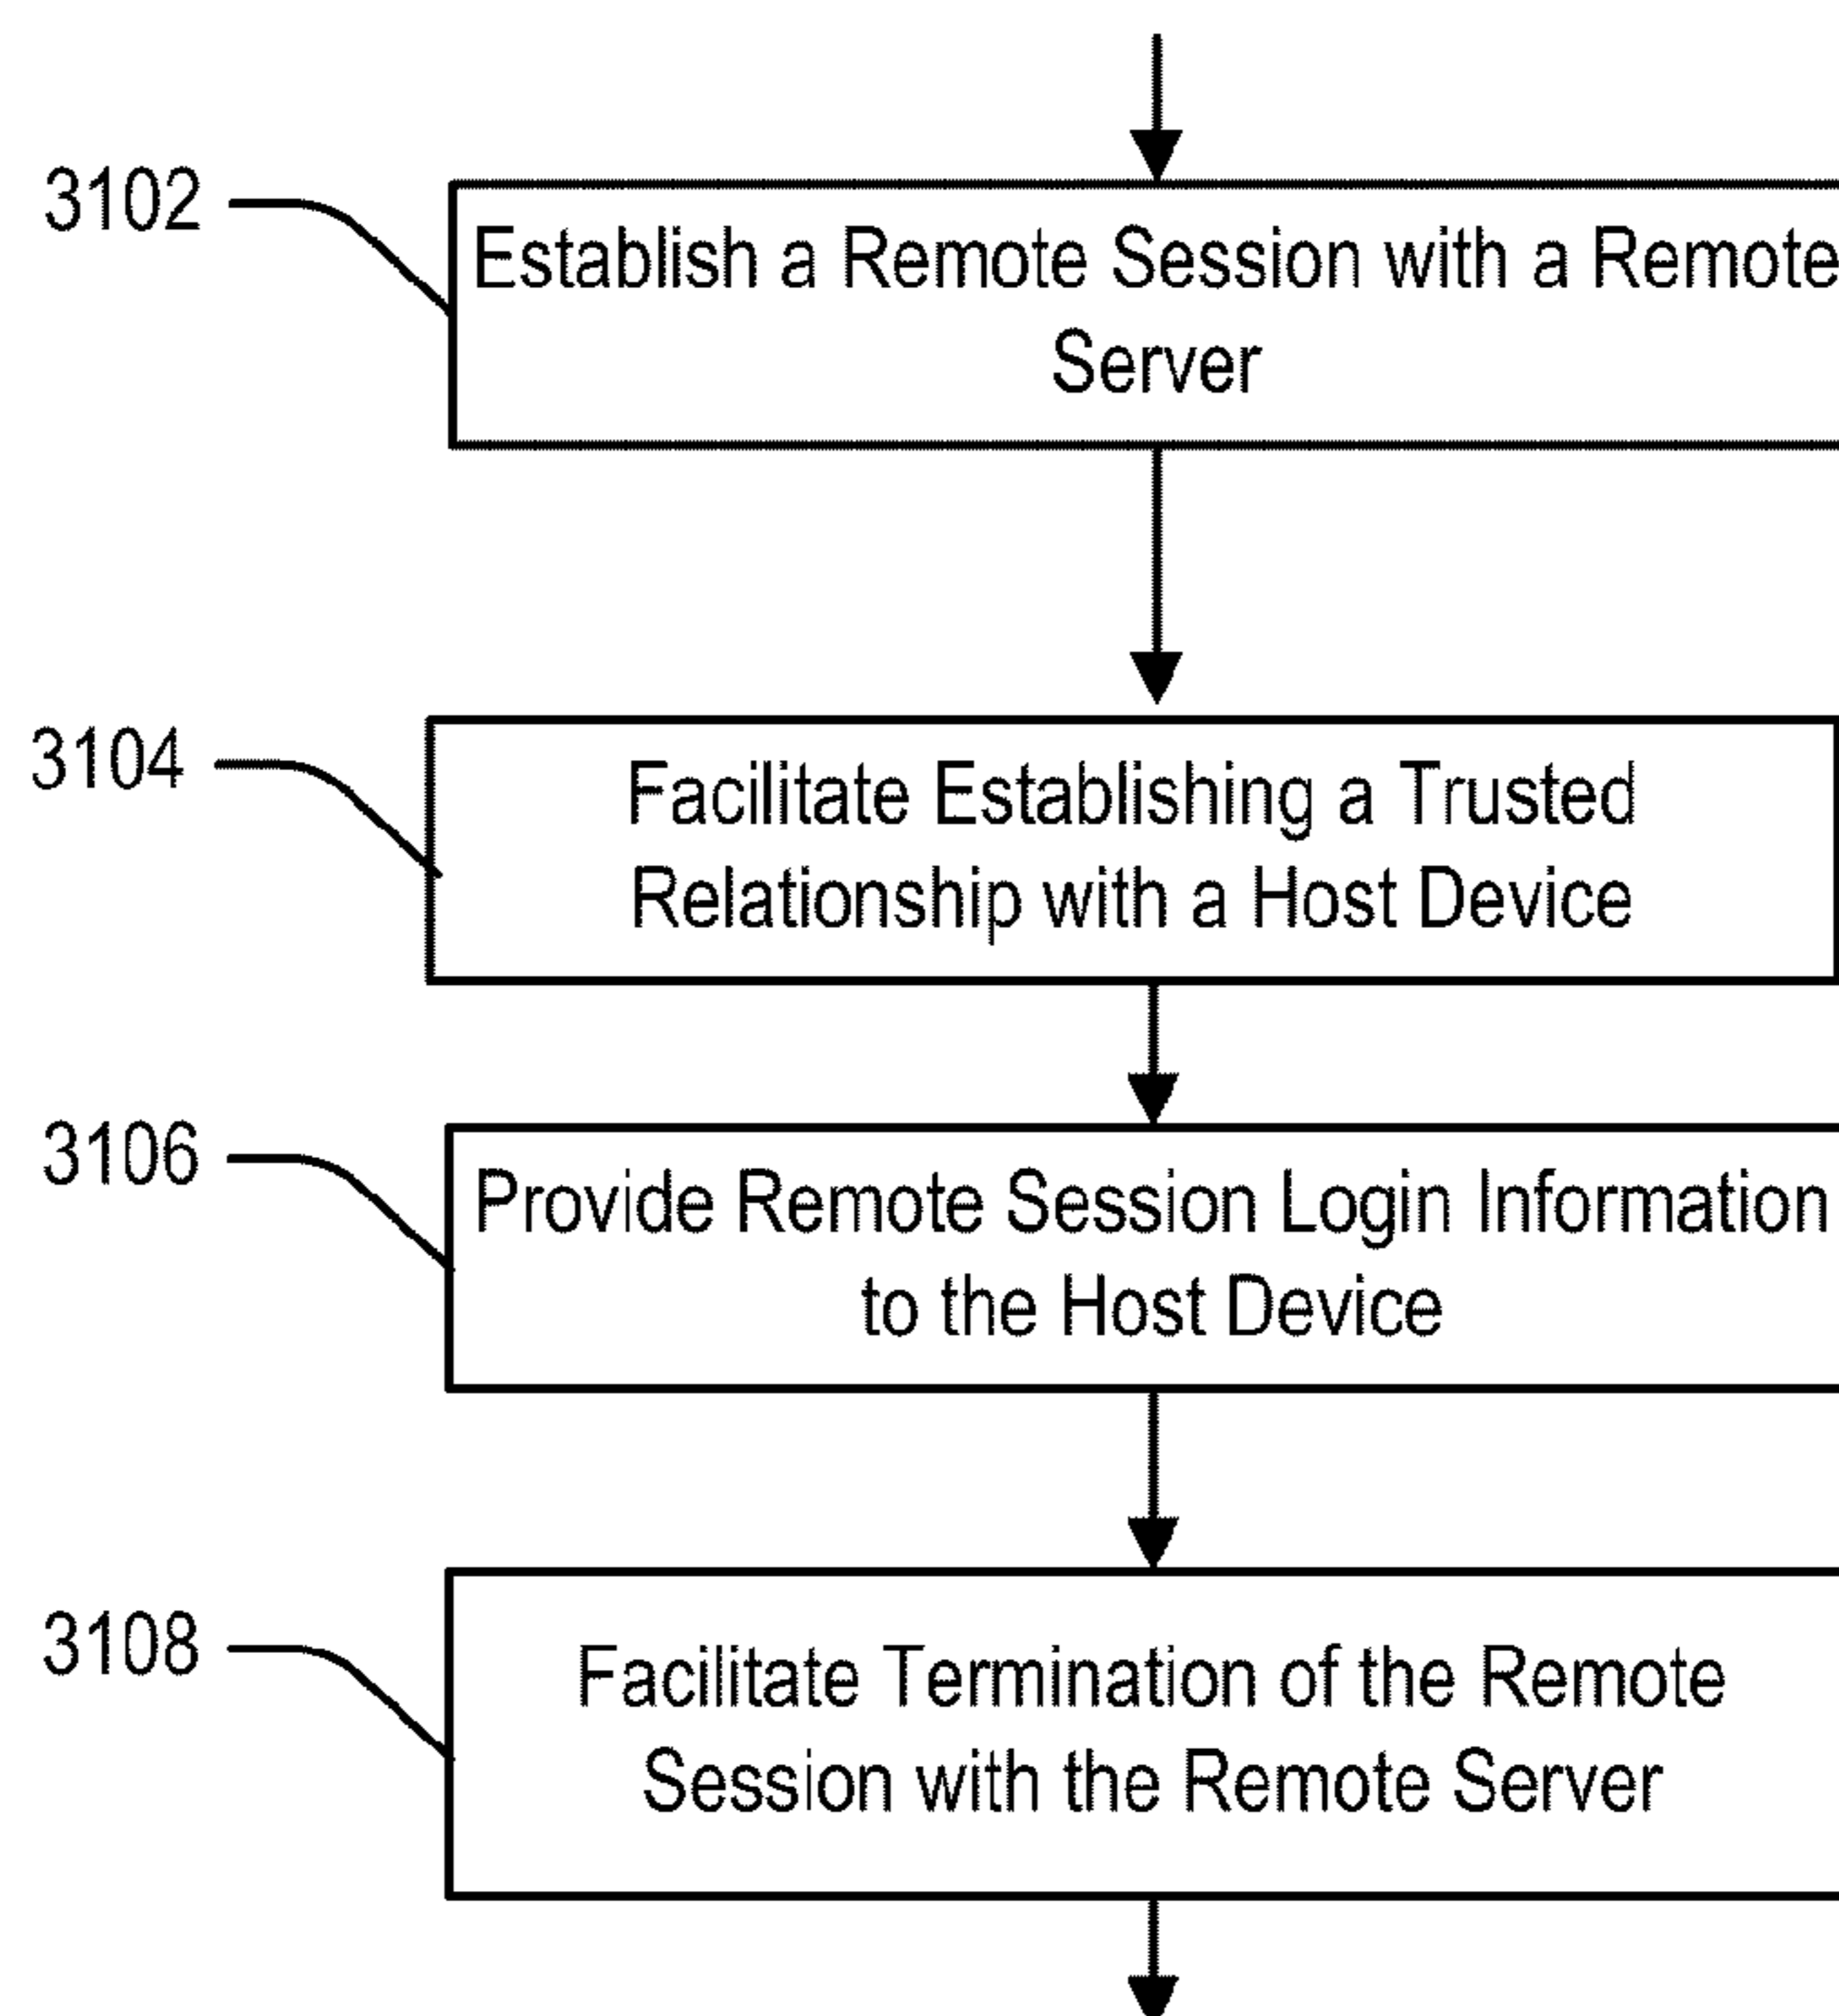 3102
Establish a Remote Session with a Remote
Server
3104
Facilitate Establishing a Trusted
Relationship with a Host Device
3106
Provide Remote Session Login Information
to the Host Device
3108
Facilitate Termination of the Remote
Session with the Remote Server